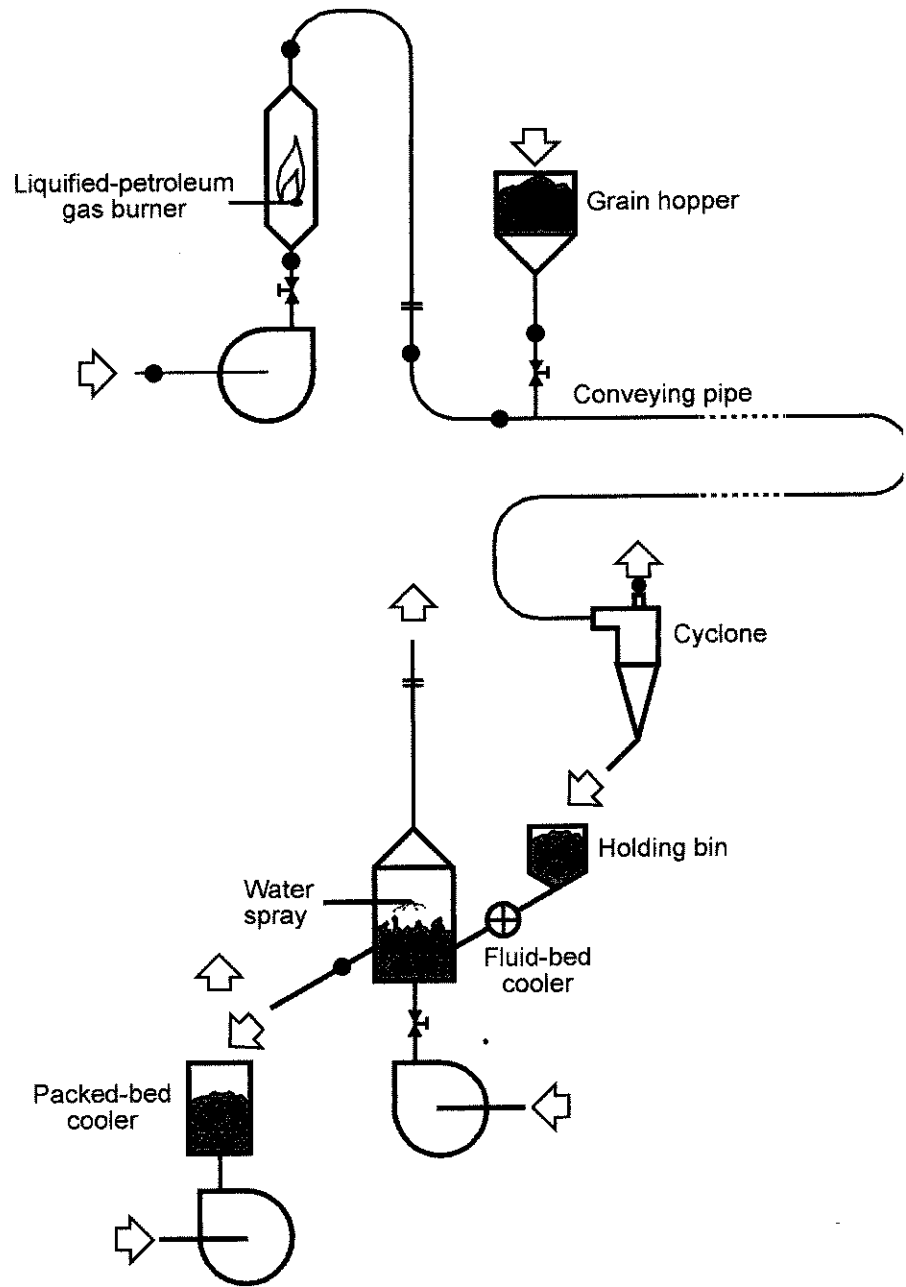 Liquified-petroleum
gas burner
Grain hopper
Conveying pipe
Cyclone
Holding bin
Water
spray
Fluid-bed
cooler
Packed-bed
cooler